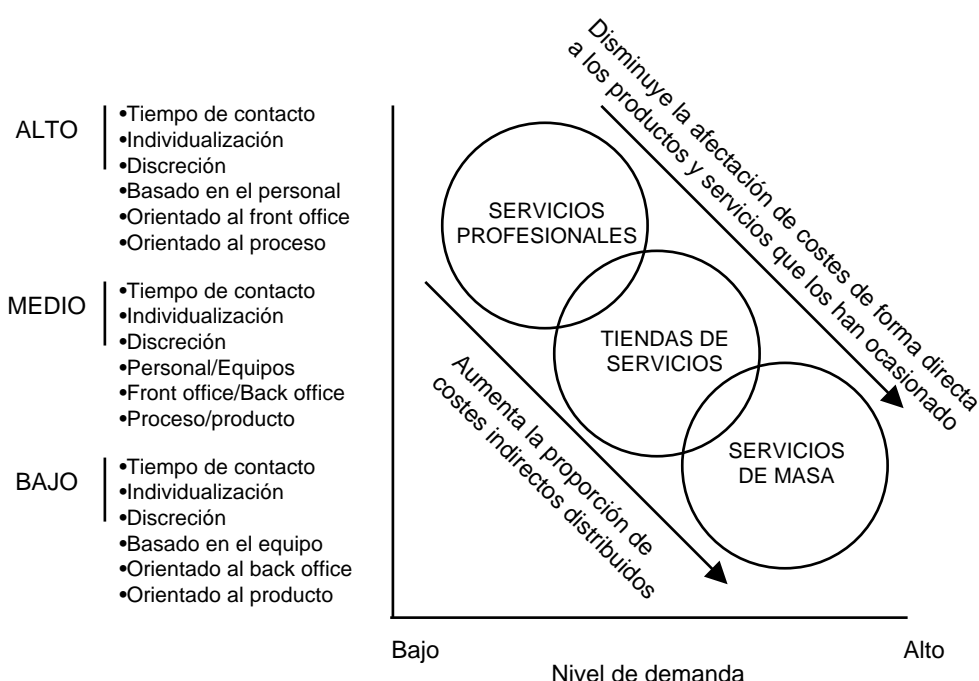 ALTO
•Tiempo de contacto
•Individualización
•Discreción
•Basado en el personal
•Orientado al front office
•Orientado al proceso
MEDIO
•Tiempo de contacto
•Individualización
•Discreción
•Personal/Equipos
•Front office/Back office
•Proceso/producto
BAJO
•Tiempo de contacto
•Individualización
•Discreción
•Basado en el equipo
•Orientado al back office
•Orientado al producto
Disminuye la afectación de costes de forma directa
a los productos y servicios que los han ocasionado
SERVICIOS
PROFESIONALES
TIENDAS DE
SERVICIOS
SERVICIOS
DE MASA
Aumenta la proporción de
costes indirectos distribuidos
Bajo
Alto
Nivel de demanda